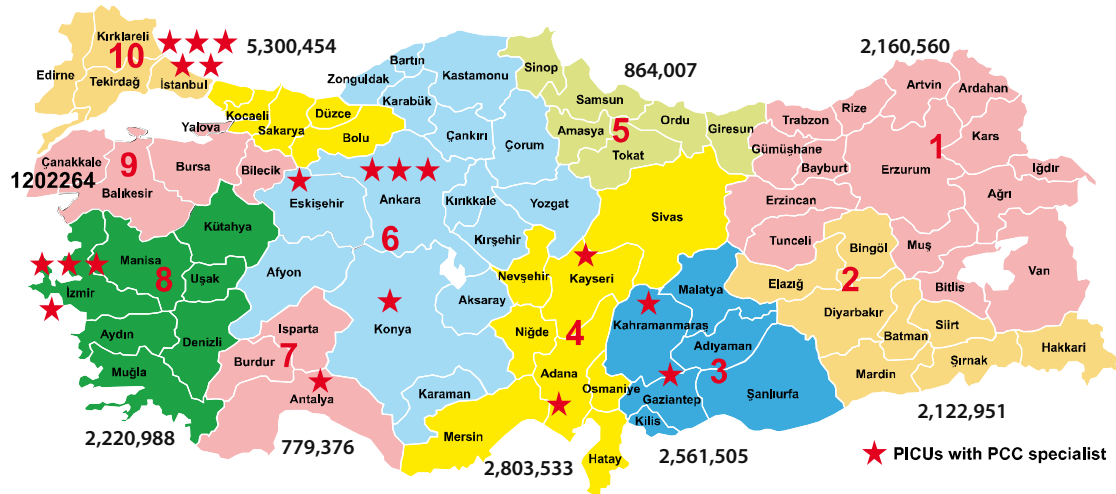 Kırklareli
10
Edirne
Tekirdağ
İstanbul
5,300,454
Kocaeli
Sakarya
Düzce
Bolu
Yalova
Çanakkale
1202264
9
Balıkesir
Bursa
Bilecik
Zonguldak
Bartın
Karabük
Kastamonu
Çankırı
Çorum
Sinop
Samsun
Amasya
5
Tokat
Ordu
Giresun
864,007
2,160,560
Trabzon
Rize
Artvin
Ardahan
Gümüşhane
Bayburt
Erzurum
1
Kars
Iğdır
Ağrı
Erzincan
Tunceli
Muş
Bitlis
Van
Bingöl
Elazığ
2
Diyarbakır
Batman
Siirt
Mardin
Şırnak
Hakkari
2,122,951
Eskişehir
Ankara
Kırıkkale
Yozgat
Kırşehir
6
Afyon
Konya
Aksaray
Karaman
Sivas
Kayseri
Nevşehir
Niğde
4
Adana
Osmaniye
Mersin
Hatay
2,803,533
Malatya
Kahramanmaraş
Adıyaman
3
Gaziantep
Şanlıurfa
Kilis
2,561,505
Kütahya
Manisa
8
Uşak
İzmir
Aydın
Denizli
Muğla
2,220,988
Isparta
7
Burdur
Antalya
779,376
PICUs with PCC specialist